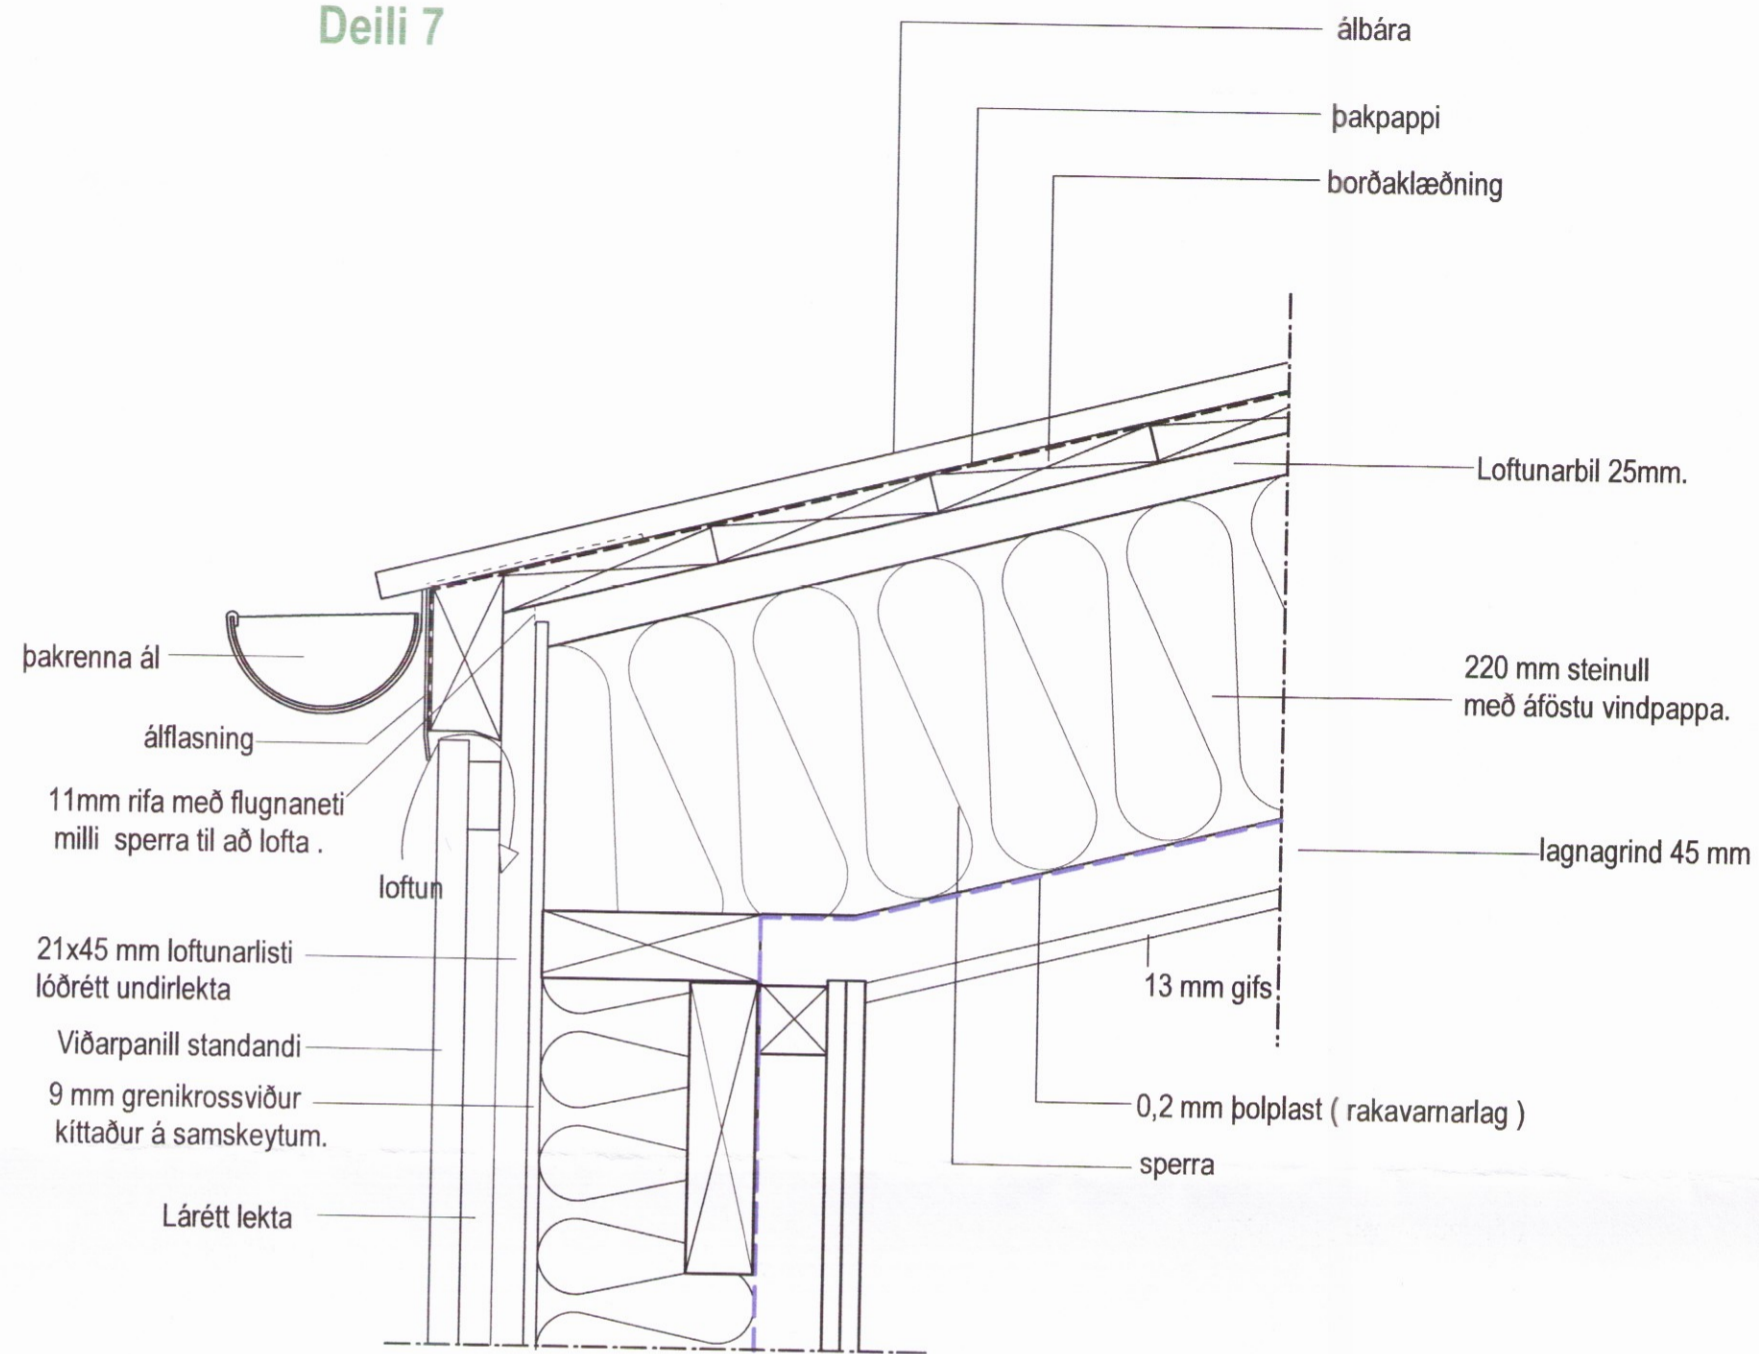 Deili 7
álbára
þakpappi
borðaklæðning
Loftunarbil 25mm.
þakrenna ál
220 mm steinull
með áföstu vindpappa.
álflasning
11mm rifa með flugnaneti
milli sperra til að lofta .
lagnagrind 45 mm
loftun
21x45 mm loftunarlisti
lóðrétt undirlekta
13 mm gifs
Viðarpanill standandi
9 mm grenikrossviður
kíttaður á samskeytum.
0,2 mm þolplast ( rakavarnarlag )
sperra
Lárétt lekta